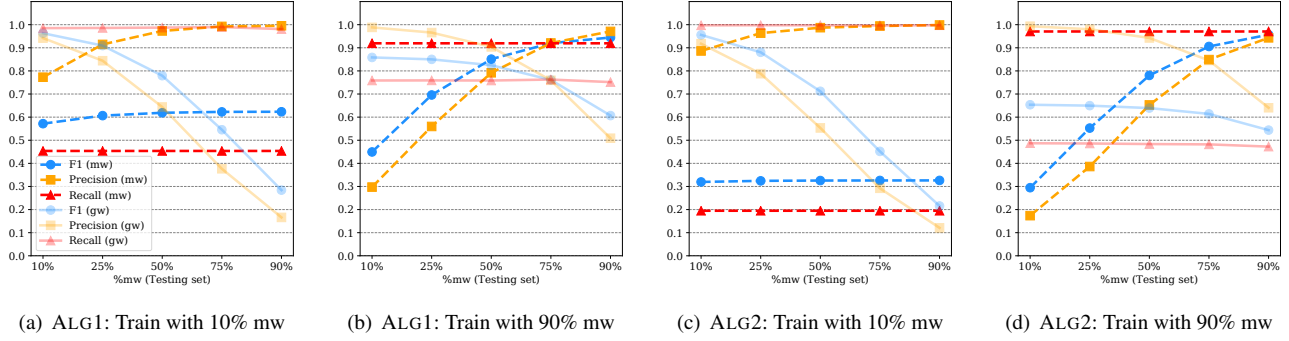 1.0
0.9
0.8
0.7
0.6
0.5
0.4
0.3
0.2
0.1
0.0
F1 (mw)
Precision (mw)
Recall (mw)
F1 (gw)
Precision (gw)
Recall (gw)
10% 25% 50% 75% 90%
%mw (Testing set)
(a) ALG1: Train with 10% mw
1.0
0.9
0.8
0.7
0.6
0.5
0.4
0.3
0.2
0.1
0.0
10% 25% 50% 75% 90%
%mw (Testing set)
(b) ALG1: Train with 90% mw
1.0
0.9
0.8
0.7
0.6
0.5
0.4
0.3
0.2
0.1
0.0
10% 25% 50% 75% 90%
%mw (Testing set)
(c) ALG2: Train with 10% mw
1.0
0.9
0.8
0.7
0.6
0.5
0.4
0.3
0.2
0.1
0.0
10% 25% 50% 75% 90%
%mw (Testing set)
(d) ALG2: Train with 90% mw